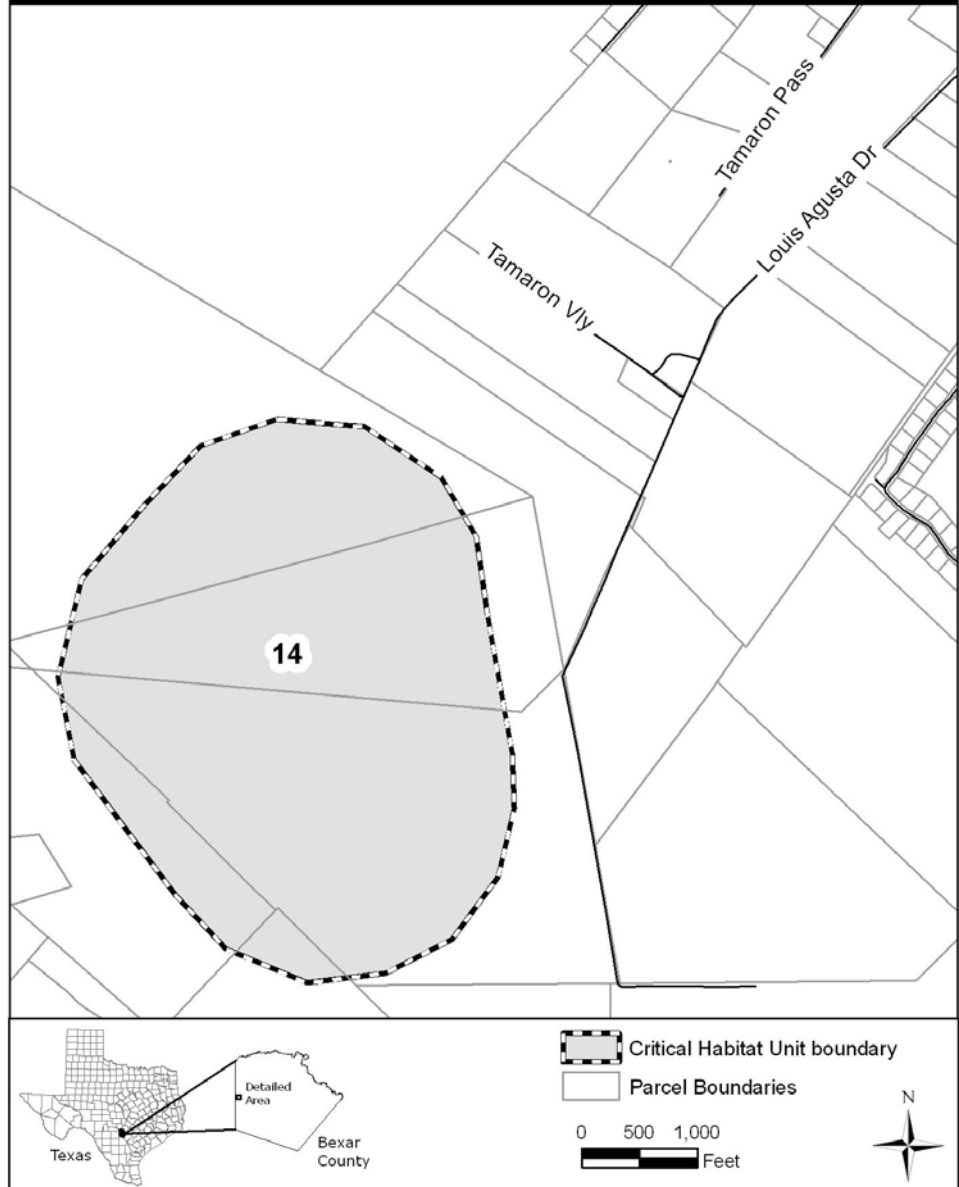 Tamaron Pass
Louis Agusta Dr
Tamaron Vly
14
Texas
Detailed
Area
Bexar
County
Critical Habitat Unit boundary
Parcel Boundaries
0 500 1,000
Feet
N